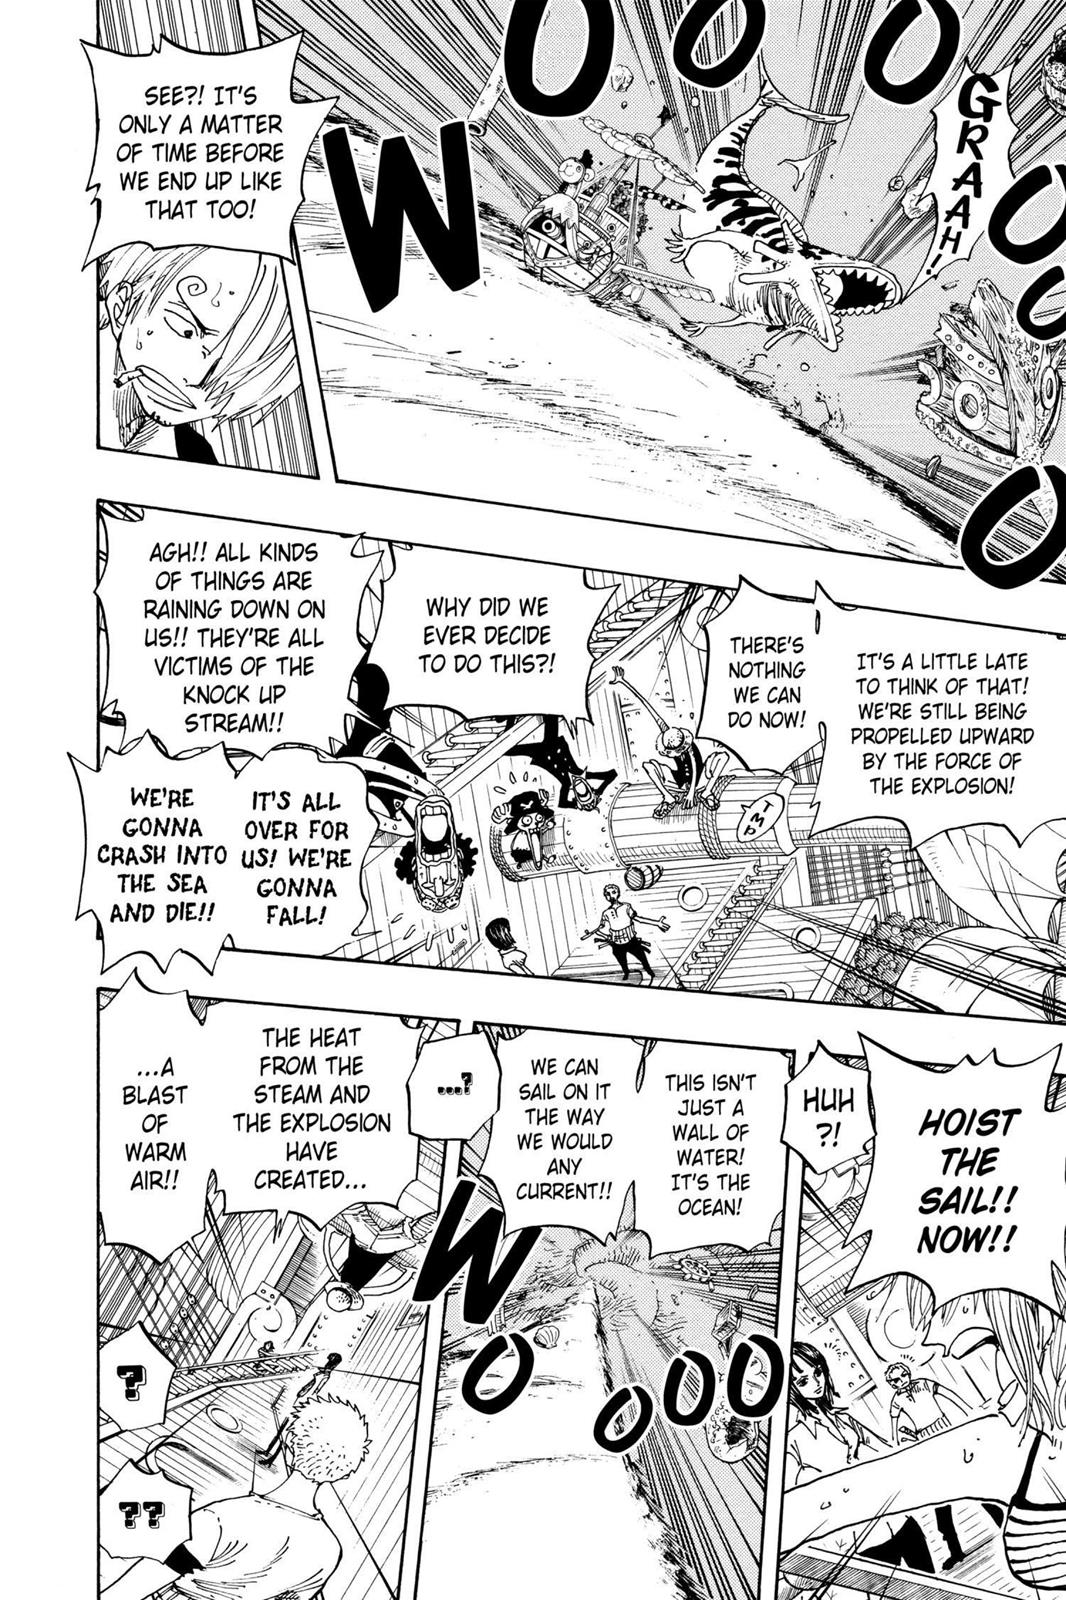 GRAAH!
WOOOOOO
SEE?! IT'S
ONLY A MATTER
OF TIME BEFORE
WE END UP LIKE
THAT TOO!
IT'S A LITTLE LATE
TO THINK OF THAT!
WE'RE STILL BEING
PROPELLED UPWARD
BY THE FORCE OF
THE EXPLOSION!
THERE'S
NOTHING
WE CAN
DO NOW!
TMP
WHY DID WE
EVER DECIDE
TO DO THIS?!
AGH!! ALL KINDS
OF THINGS ARE
RAINING DOWN ON
US!! THEY'RE ALL
VICTIMS OF THE
KNOCK UP
STREAM!!
IT'S ALL
OVER FOR
US! WE'RE
GONNA
FALL!
WE'RE
GONNA
CRASH INTO
THE SEA
AND DIE!!
HOIST
THE
SAIL!!
NOW!!
HUH
?!
THIS ISN'T
JUST A
WALL OF
WATER!
IT'S THE
OCEAN!
WE CAN
SAIL ON IT
THE WAY
WE WOULD
ANY
CURRENT!!
WOOOOO
...?
THE HEAT
FROM THE
STEAM AND
THE EXPLOSION
HAVE
CREATED...
...A
BLAST
OF
WARM
AIR!!
?
??